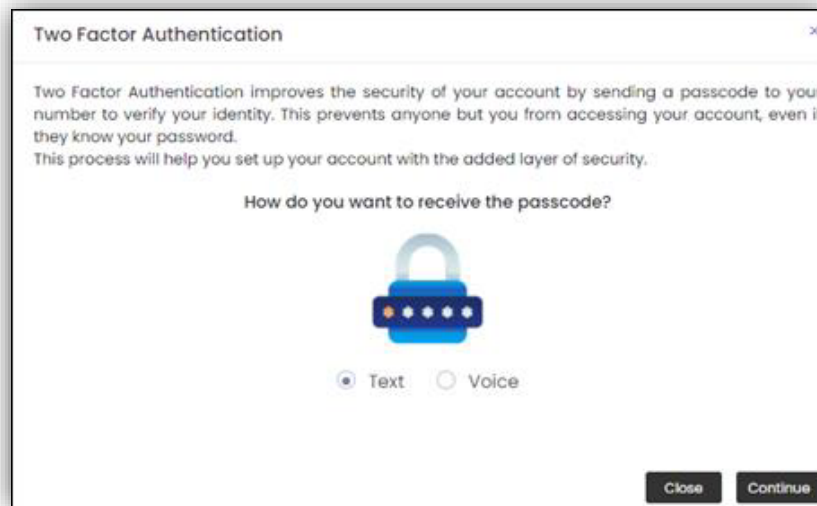 Two Factor Authentication
Two Factor Authentication improves the security of your account by sending a passcode to your
number to verify your identity. This prevents anyone but you from accessing your account, even i
they know your password.
This process will help you set up your account with the added layer of security.
How do you want to receive the passcode?
Text Voice
Close Continue